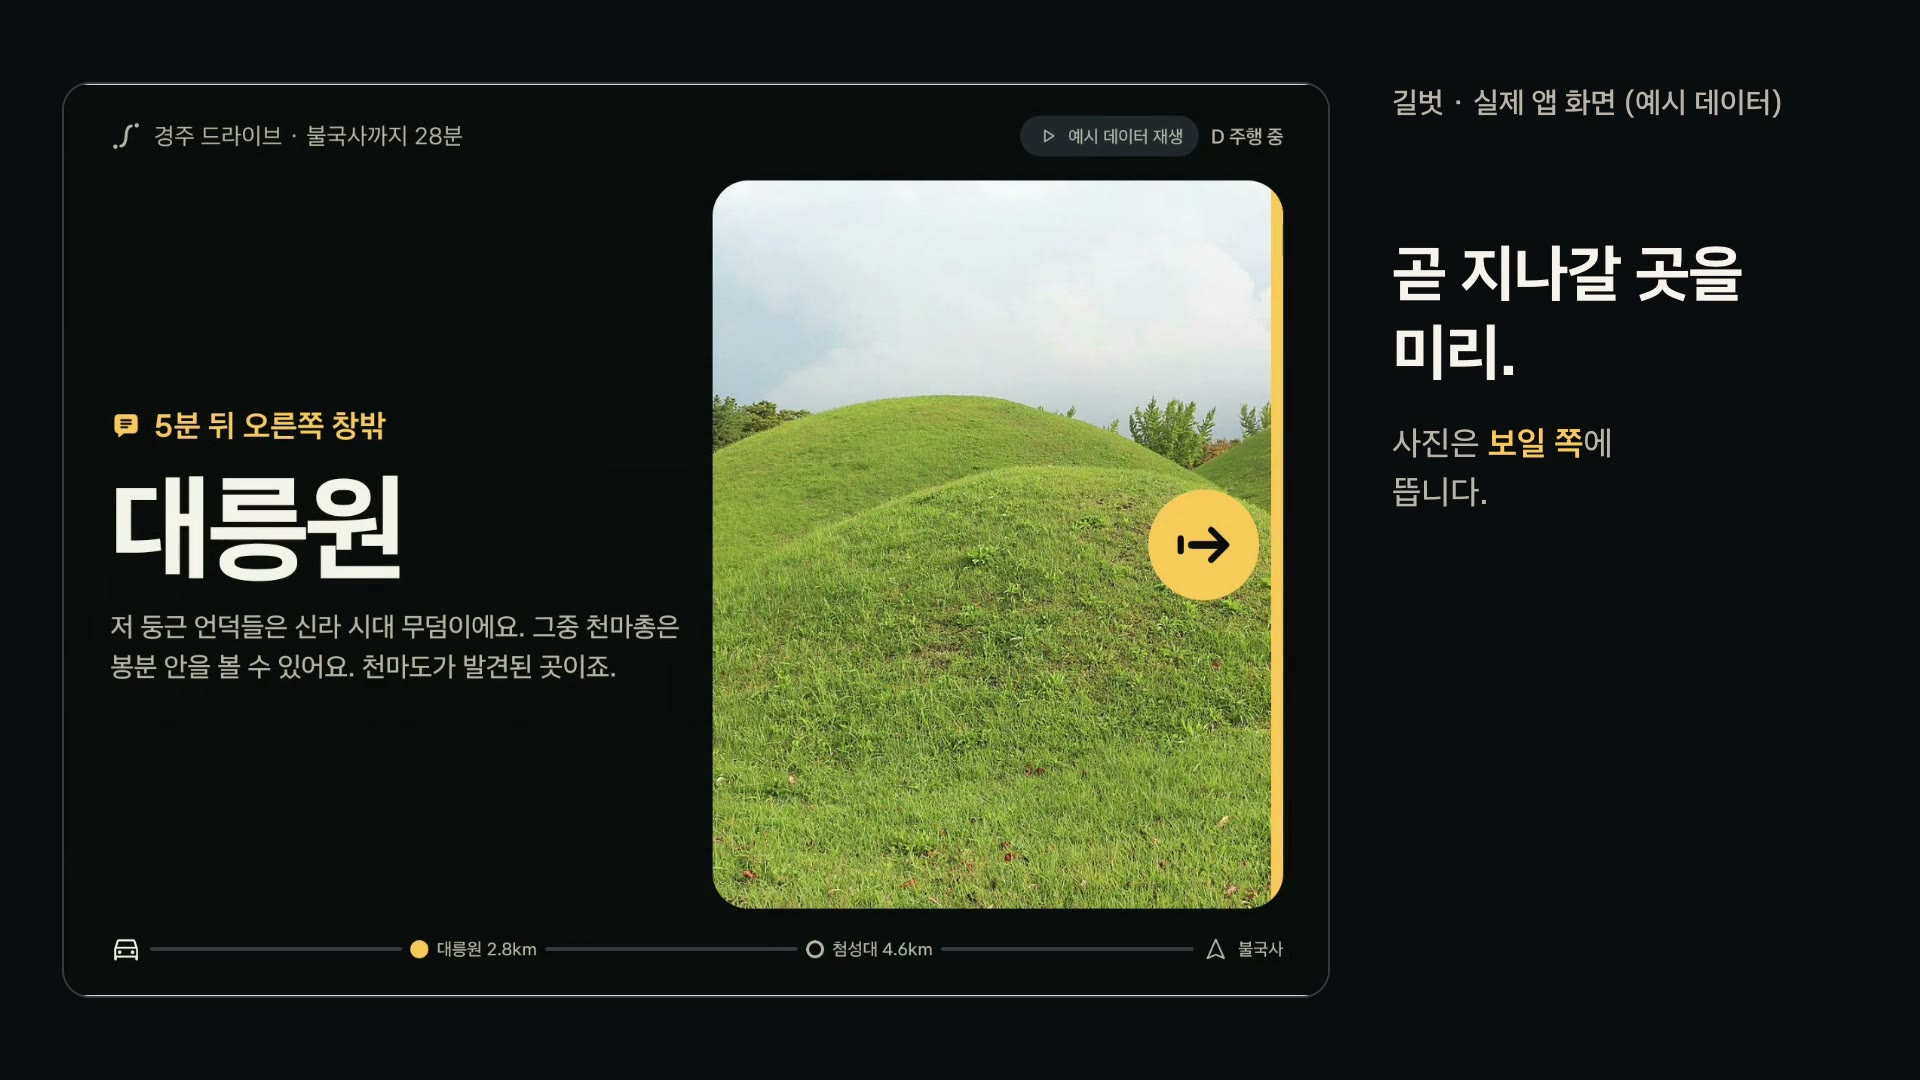 경주 드라이브 · 불국사까지 28분
예시 데이터 재생
D 주행 중
5분 뒤 오른쪽 창밖
대릉원
저 둥근 언덕들은 신라 시대 무덤이에요. 그중 천마총은
봉분 안을 볼 수 있어요. 천마도가 발견된 곳이죠.
대릉원 2.8km
첨성대 4.6km
불국사
길벗 · 실제 앱 화면 (예시 데이터)
곧 지나갈 곳을
미리.
사진은 보일 쪽에
뜹니다.